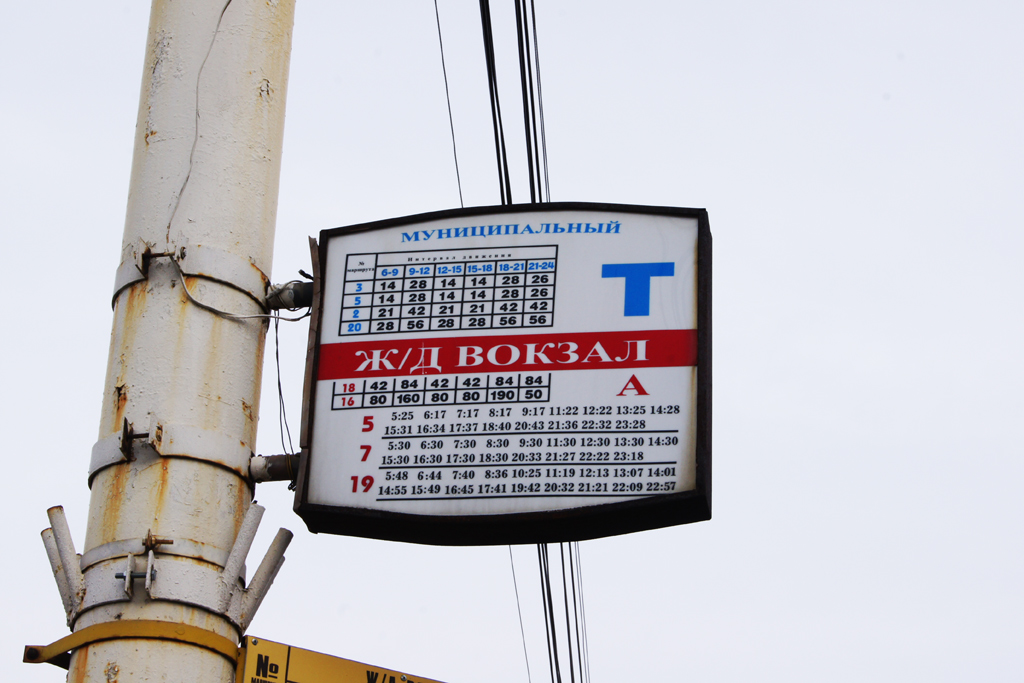 МУНИЦИПАЛЬНЫЙ
№ маршрута Интервал движения
6-9 9-12 12-15 15-18 18-21 21-24
3 14 28 14 14 28 26
5 14 28 14 14 28 26
2 21 42 21 21 42 42
20 28 56 28 28 56 56
Т
Ж/Д ВОКЗАЛ
18 42 84 42 42 84 84
16 80 160 80 80 190 50
А
5 5:25 6:17 7:17 8:17 9:17 11:22 12:22 13:25 14:28
15:31 16:34 17:37 18:40 20:43 21:36 22:32 23:28
7 5:30 6:30 7:30 8:30 9:30 11:30 12:30 13:30 14:30
15:30 16:30 17:30 18:30 20:33 21:27 22:22 23:18
19 5:48 6:44 7:40 8:36 10:25 11:19 12:13 13:07 14:01
14:55 15:49 16:45 17:41 19:42 20:32 21:21 22:09 22:57
№